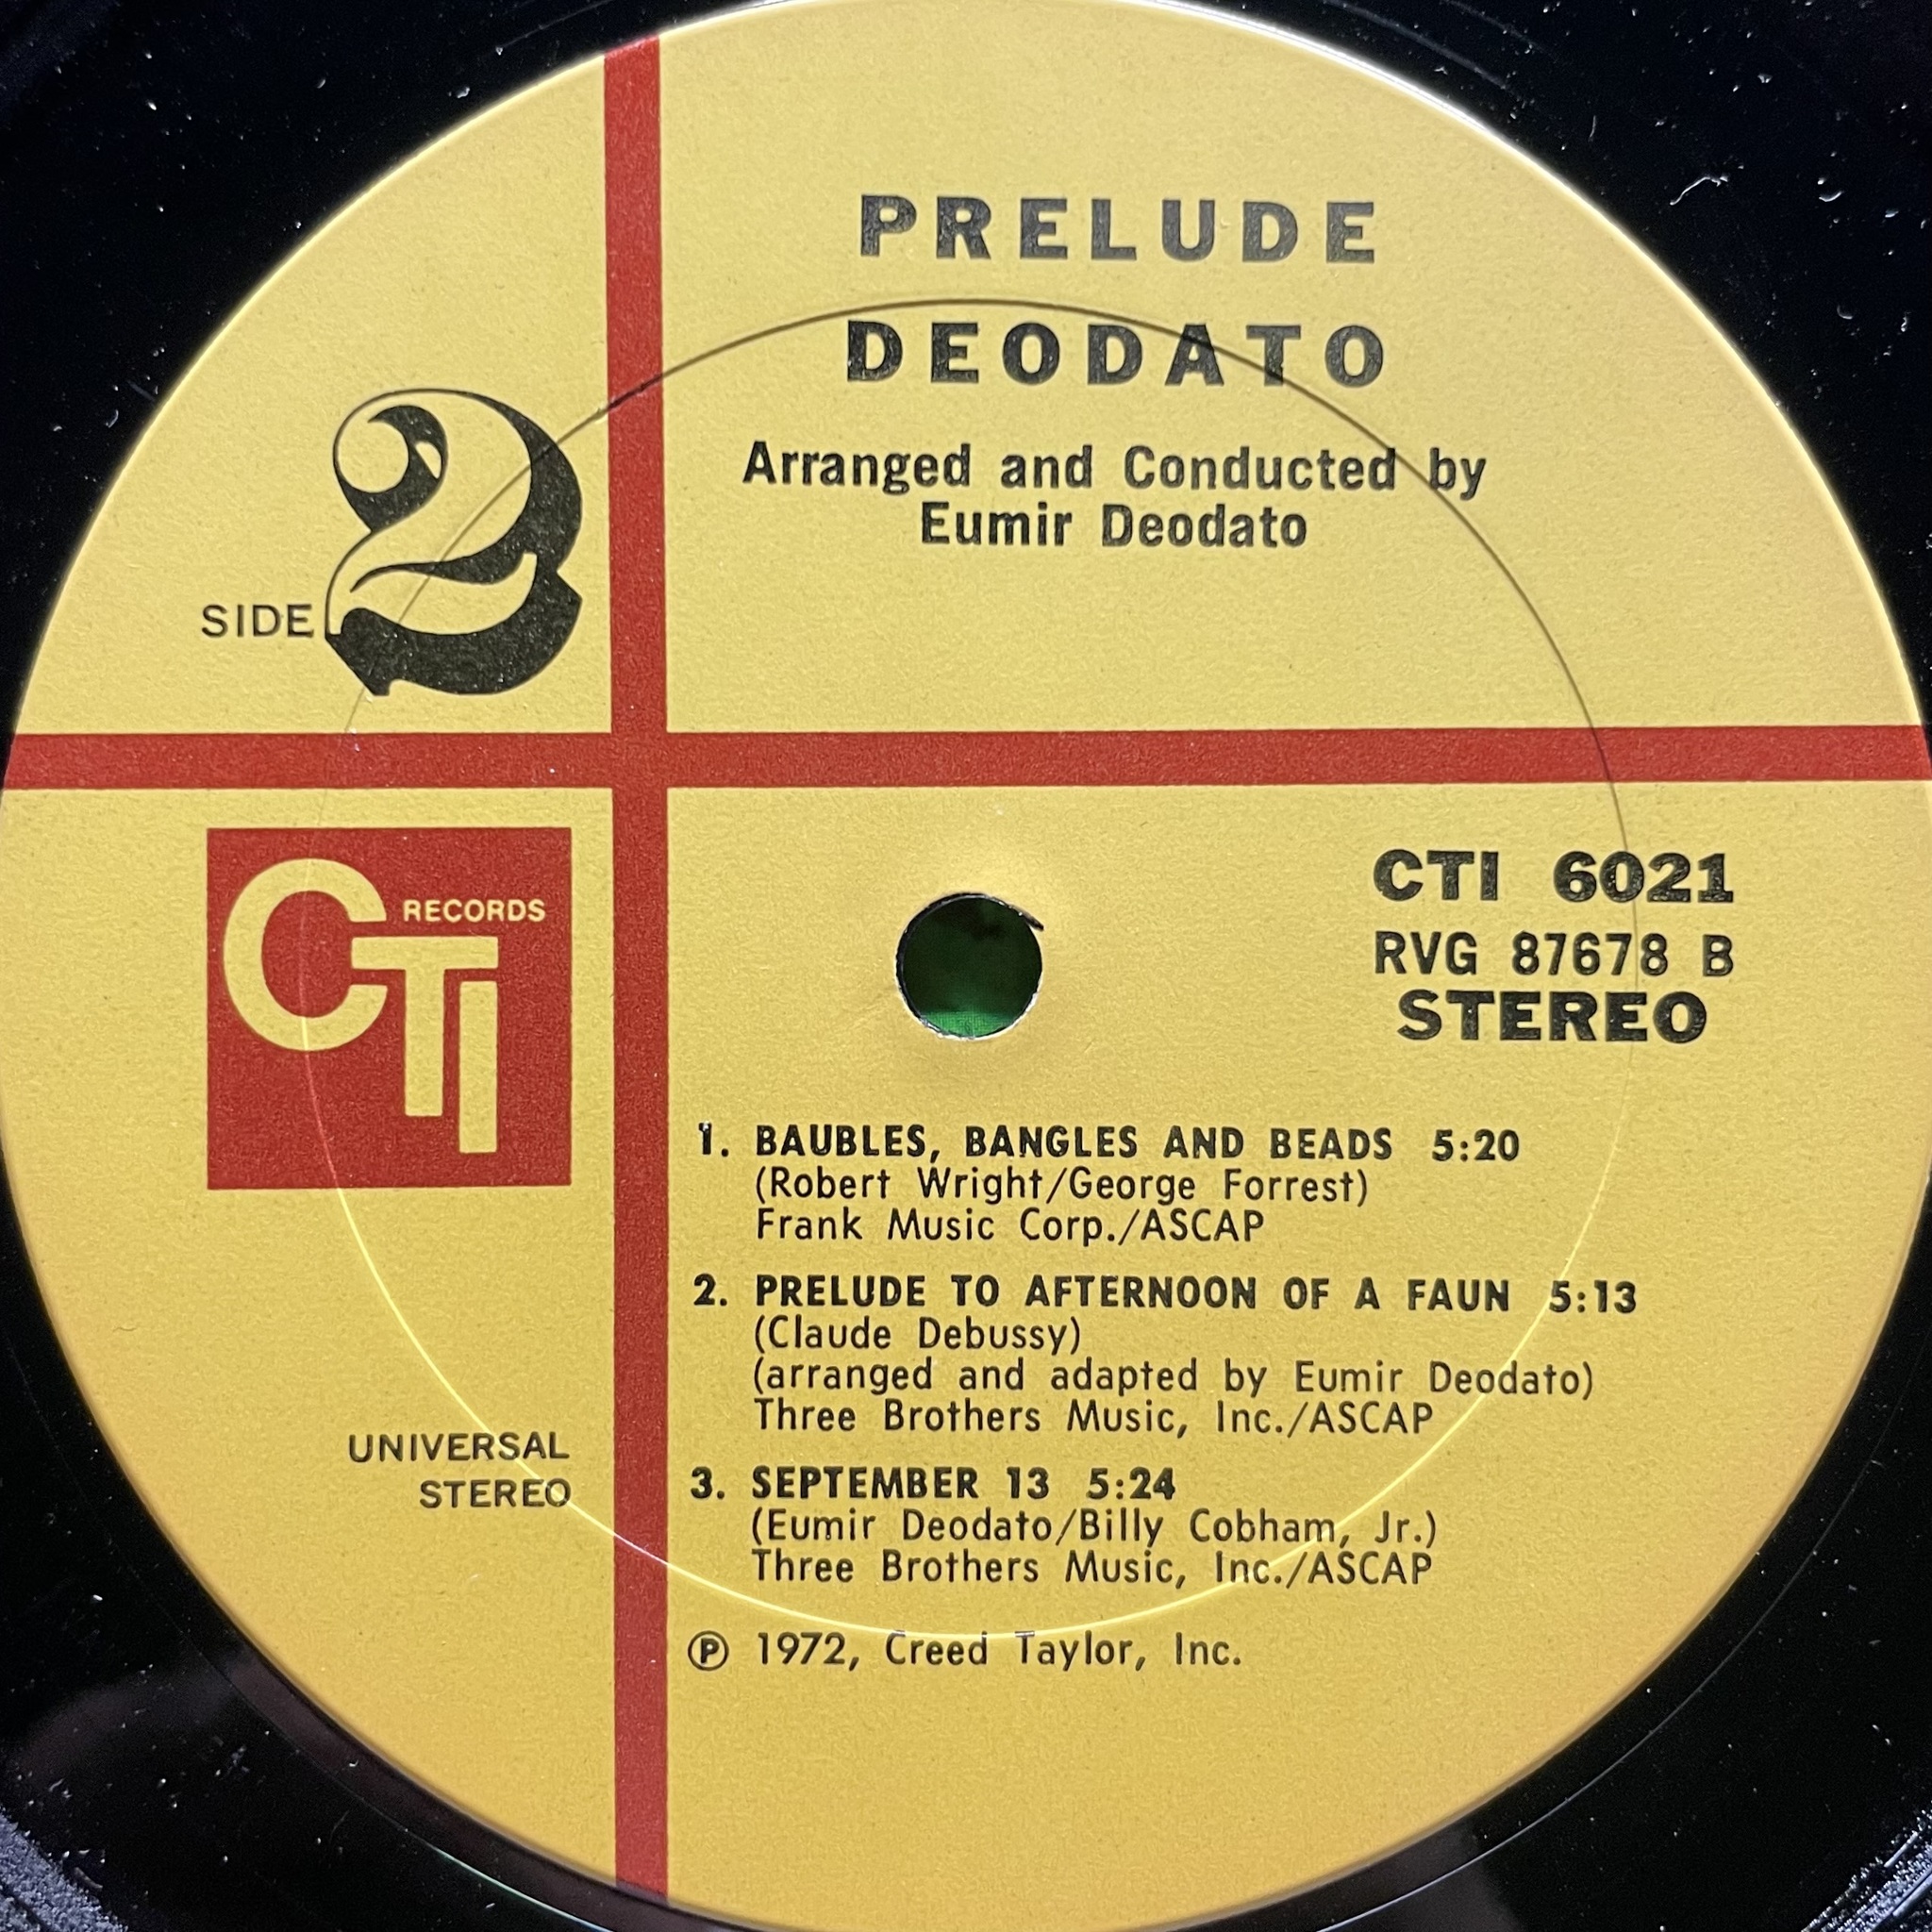 PRELUDE
DEODATO
Arranged and Conducted by
Eumir Deodato
SIDE 2
CTI RECORDS
CTI 6021
RVG 87678 B
STEREO
1. BAUBLES, BANGLES AND BEADS 5:20
(Robert Wright/George Forrest)
Frank Music Corp./ASCAP
2. PRELUDE TO AFTERNOON OF A FAUN 5:13
(Claude Debussy)
(arranged and adapted by Eumir Deodato)
Three Brothers Music, Inc./ASCAP
3. SEPTEMBER 13 5:24
(Eumir Deodato/Billy Cobham, Jr.)
Three Brothers Music, Inc./ASCAP
℗ 1972, Creed Taylor, Inc.
UNIVERSAL
STEREO